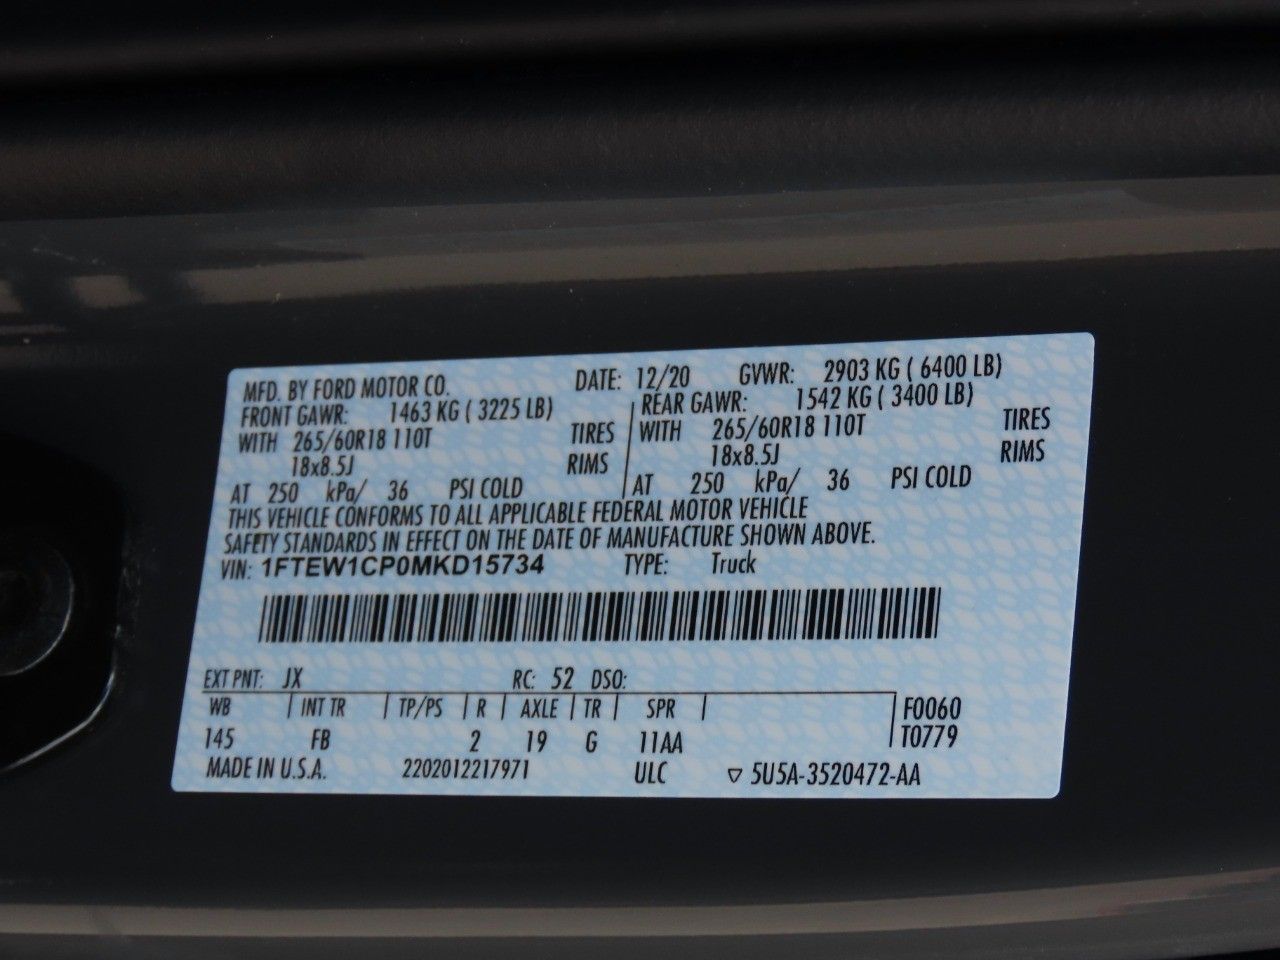 MFD. BY FORD MOTOR CO. DATE: 12/20 GVWR: 2903 KG ( 6400 LB)
FRONT GAWR: 1463 KG ( 3225 LB) REAR GAWR: 1542 KG ( 3400 LB)
WITH 265/60R18 110T TIRES WITH 265/60R18 110T TIRES
18x8.5J RIMS 18x8.5J RIMS
AT 250 kPa/ 36 PSI COLD AT 250 kPa/ 36 PSI COLD
THIS VEHICLE CONFORMS TO ALL APPLICABLE FEDERAL MOTOR VEHICLE
SAFETY STANDARDS IN EFFECT ON THE DATE OF MANUFACTURE SHOWN ABOVE.
VIN: 1FTEW1CP0MKD15734 TYPE: Truck
EXT PNT: JX RC: 52 DSO:
WB INT TR TP/PS R AXLE TR SPR F0060
145 FB 2 19 G 11AA T0779
MADE IN U.S.A. 2202012217971 ULC ▽ 5U5A-3520472-AA